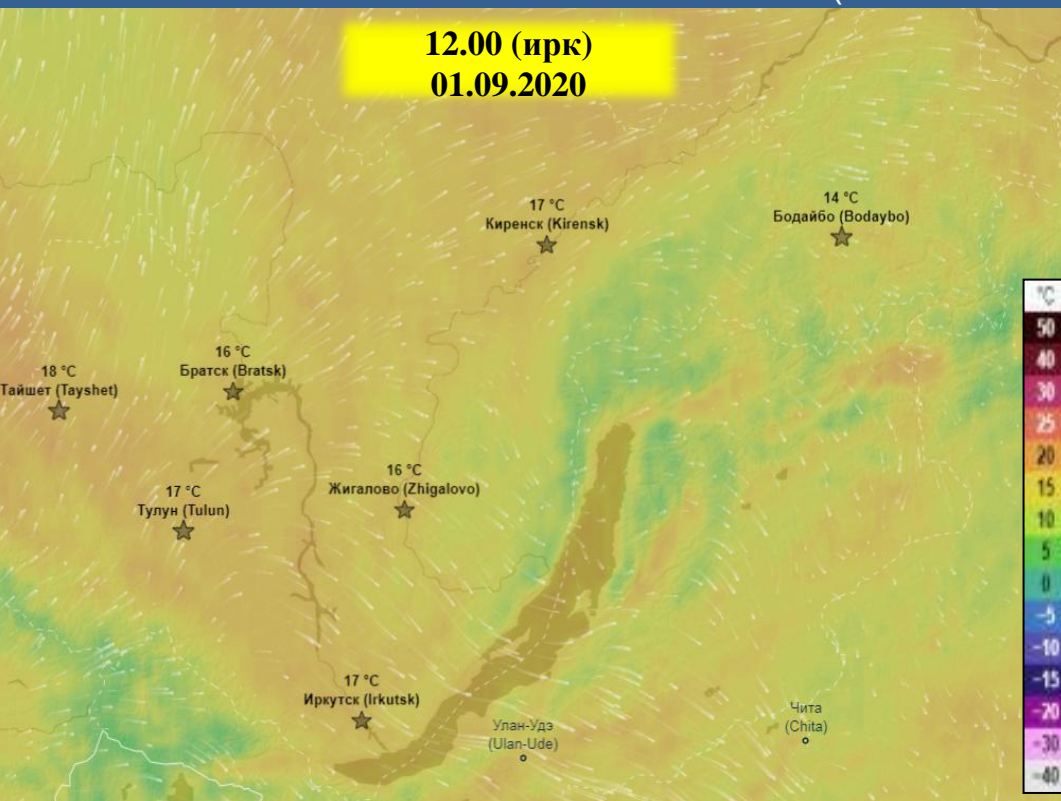 12.00 (ирк)
01.09.2020
14 °C
Бодайбо (Bodaybo)
17 °C
Киренск (Kirensk)
16 °C
Братск (Bratsk)
18 °C
Тайшет (Tayshet)
16 °C
Жигалово (Zhigalovo)
17 °C
Тулун (Tulun)
17 °C
Иркутск (Irkutsk)
Улан-Удэ
(Ulan-Ude)
Чита
(Chita)
°C
50
40
30
25
20
15
10
5
0
-5
-10
-15
-20
-30
-40